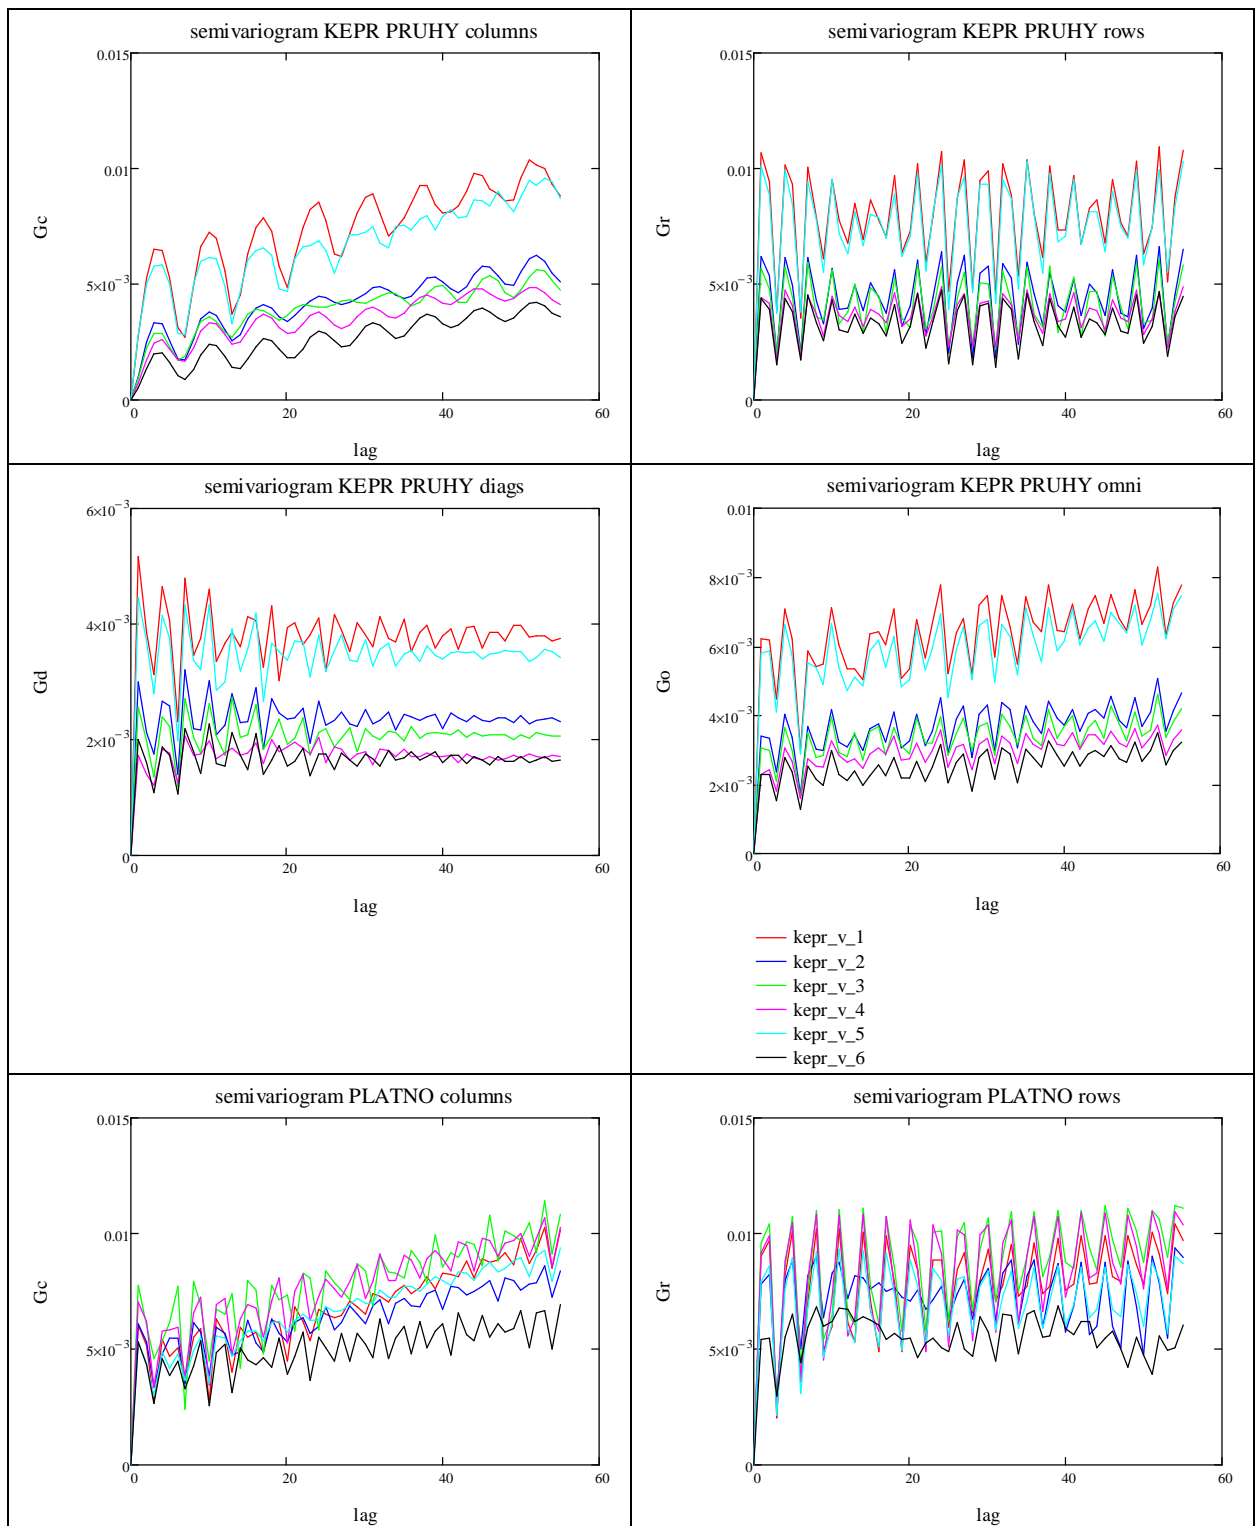 semivariogram KEPR PRUHY columns
0.015
0.01
5×10⁻³
0
Gc
0
20
40
60
lag
semivariogram KEPR PRUHY rows
0.015
0.01
5×10⁻³
0
Gr
0
20
40
60
lag
semivariogram KEPR PRUHY diags
6×10⁻³
4×10⁻³
2×10⁻³
0
Gd
0
20
40
60
lag
semivariogram KEPR PRUHY omni
0.01
8×10⁻³
6×10⁻³
4×10⁻³
2×10⁻³
0
Go
0
20
40
60
lag
kepr_v_1
kepr_v_2
kepr_v_3
kepr_v_4
kepr_v_5
kepr_v_6
semivariogram PLATNO columns
0.015
0.01
5×10⁻³
0
Gc
0
20
40
60
lag
semivariogram PLATNO rows
0.015
0.01
5×10⁻³
0
Gr
0
20
40
60
lag